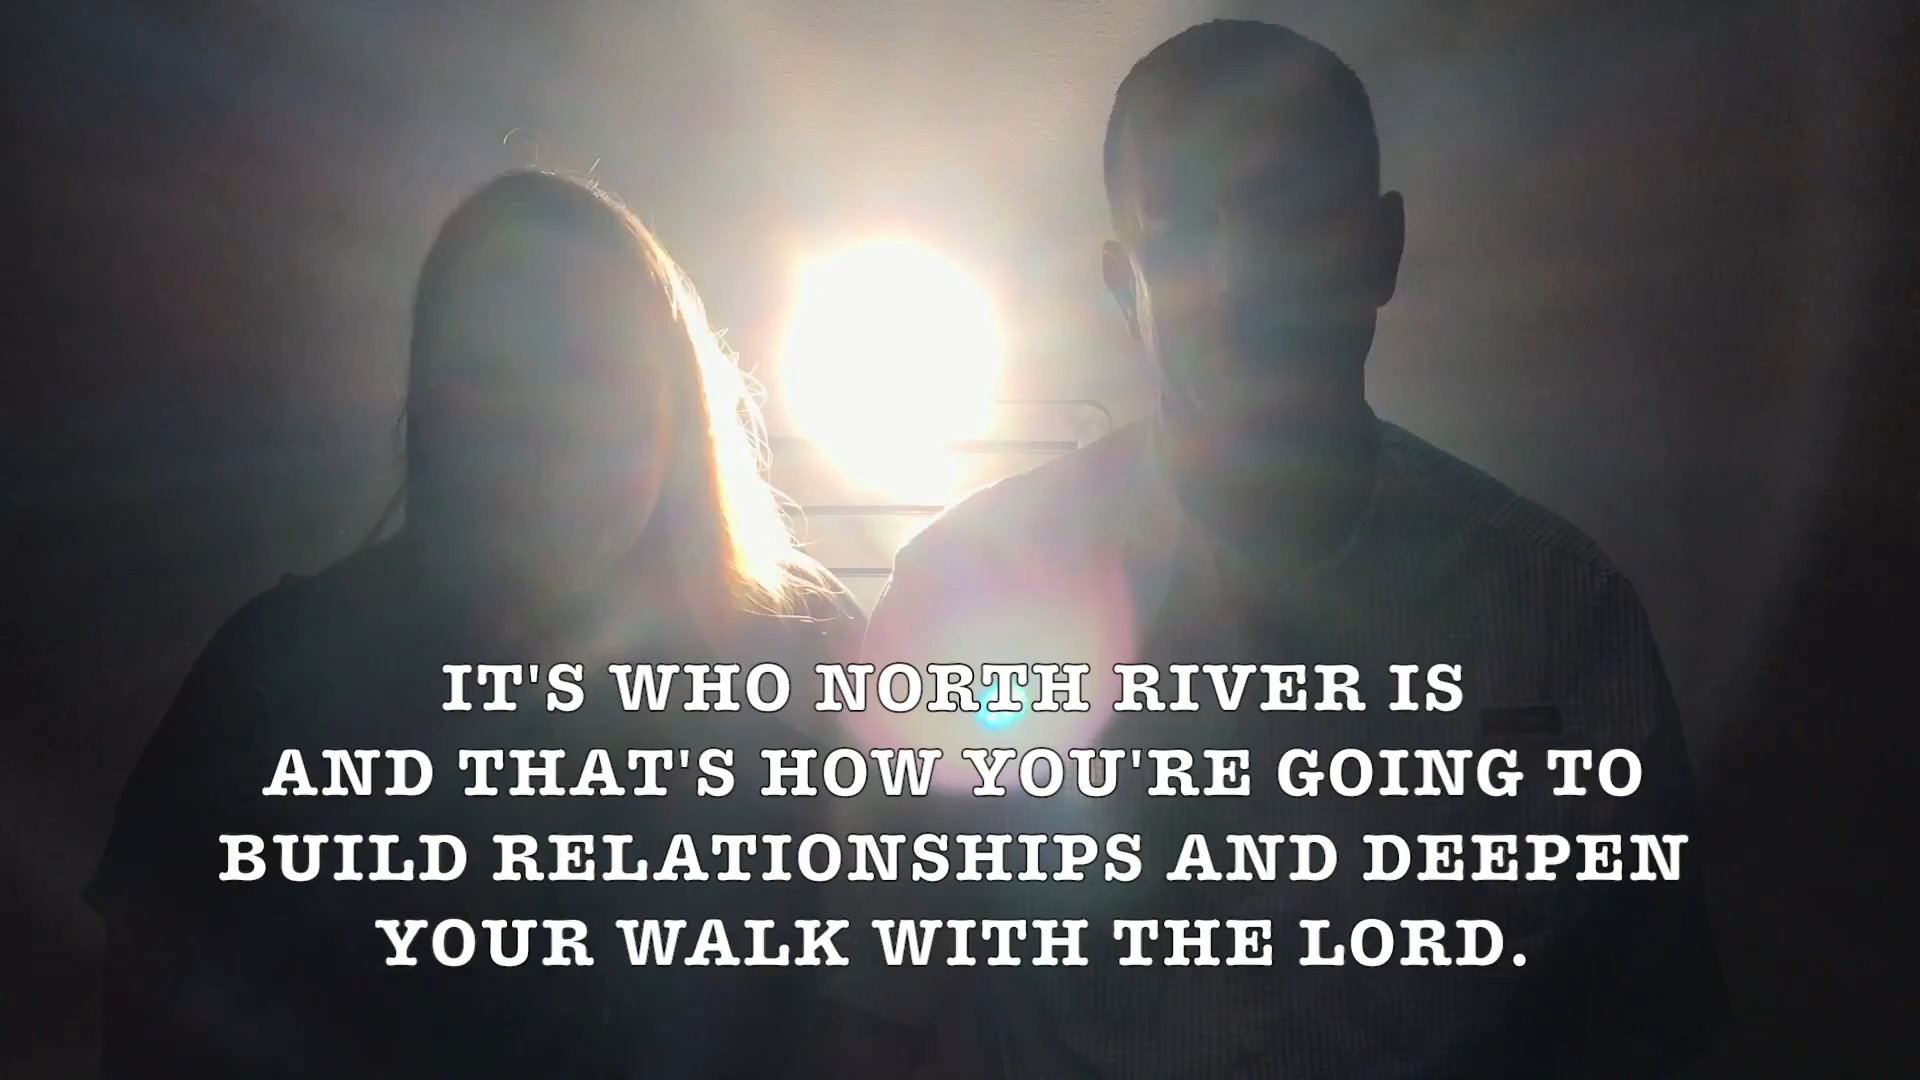 IT'S WHO NORTH RIVER IS
AND THAT'S HOW YOU'RE GOING TO
BUILD RELATIONSHIPS AND DEEPEN
YOUR WALK WITH THE LORD.